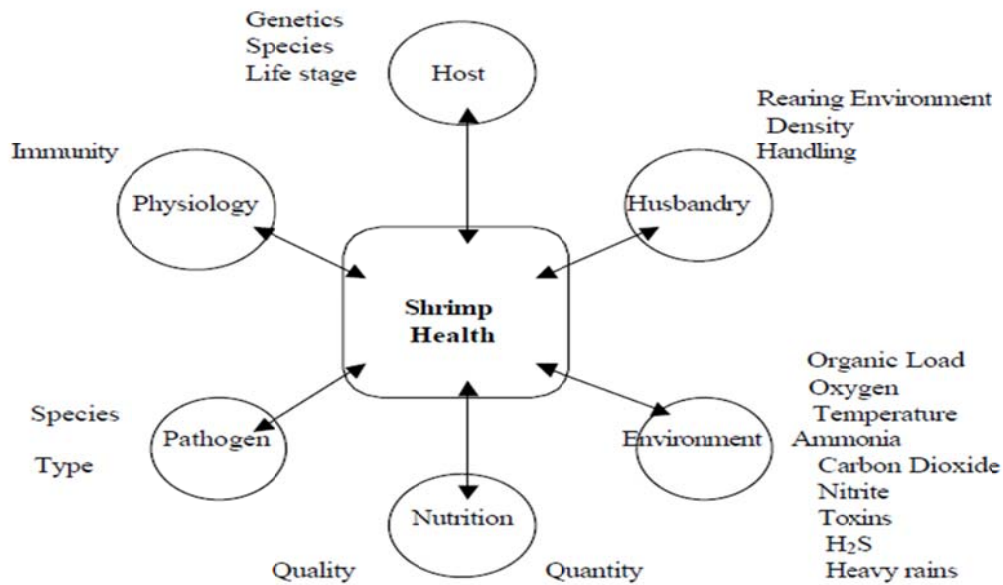 Genetics
Species
Life stage
Host
Rearing Environment
Density
Handling
Immunity
Physiology
Husbandry
Shrimp
Health
Organic Load
Oxygen
Temperature
Species
Pathogen
Type
Environment
Ammonia
Carbon Dioxide
Nitrite
Toxins
H₂S
Heavy rains
Nutrition
Quality
Quantity